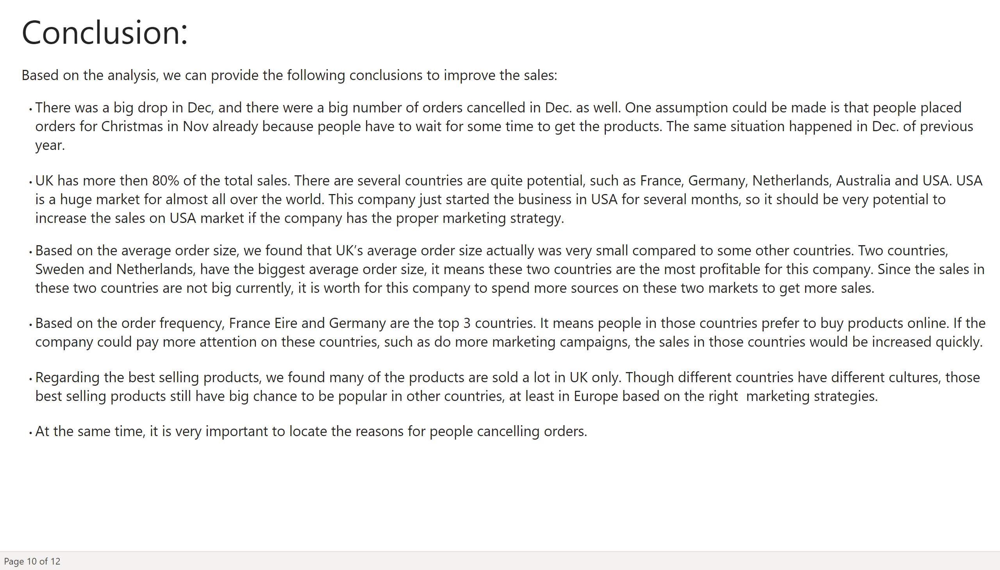 Conclusion:
Based on the analysis, we can provide the following conclusions to improve the sales:
• There was a big drop in Dec, and there were a big number of orders cancelled in Dec. as well. One assumption could be made is that people placed
orders for Christmas in Nov already because people have to wait for some time to get the products. The same situation happened in Dec. of previous
year.
• UK has more then 80% of the total sales. There are several countries are quite potential, such as France, Germany, Netherlands, Australia and USA. USA
is a huge market for almost all over the world. This company just started the business in USA for several months, so it should be very potential to
increase the sales on USA market if the company has the proper marketing strategy.
• Based on the average order size, we found that UK’s average order size actually was very small compared to some other countries. Two countries,
Sweden and Netherlands, have the biggest average order size, it means these two countries are the most profitable for this company. Since the sales in
these two countries are not big currently, it is worth for this company to spend more sources on these two markets to get more sales.
• Based on the order frequency, France Eire and Germany are the top 3 countries. It means people in those countries prefer to buy products online. If the
company could pay more attention on these countries, such as do more marketing campaigns, the sales in those countries would be increased quickly.
• Regarding the best selling products, we found many of the products are sold a lot in UK only. Though different countries have different cultures, those
best selling products still have big chance to be popular in other countries, at least in Europe based on the right  marketing strategies.
• At the same time, it is very important to locate the reasons for people cancelling orders.
Page 10 of 12